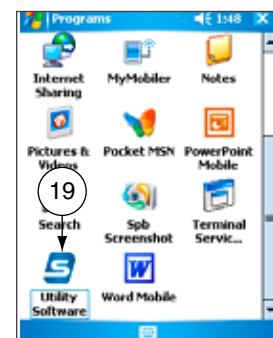 Programs 1:48
Internet
Sharing
MyMobiler
Notes
Pictures &
Videos
Pocket MSN
PowerPoint
Mobile
19
Search
Spb
Screenshot
Terminal
Servic...
Utility
Software
Word Mobile